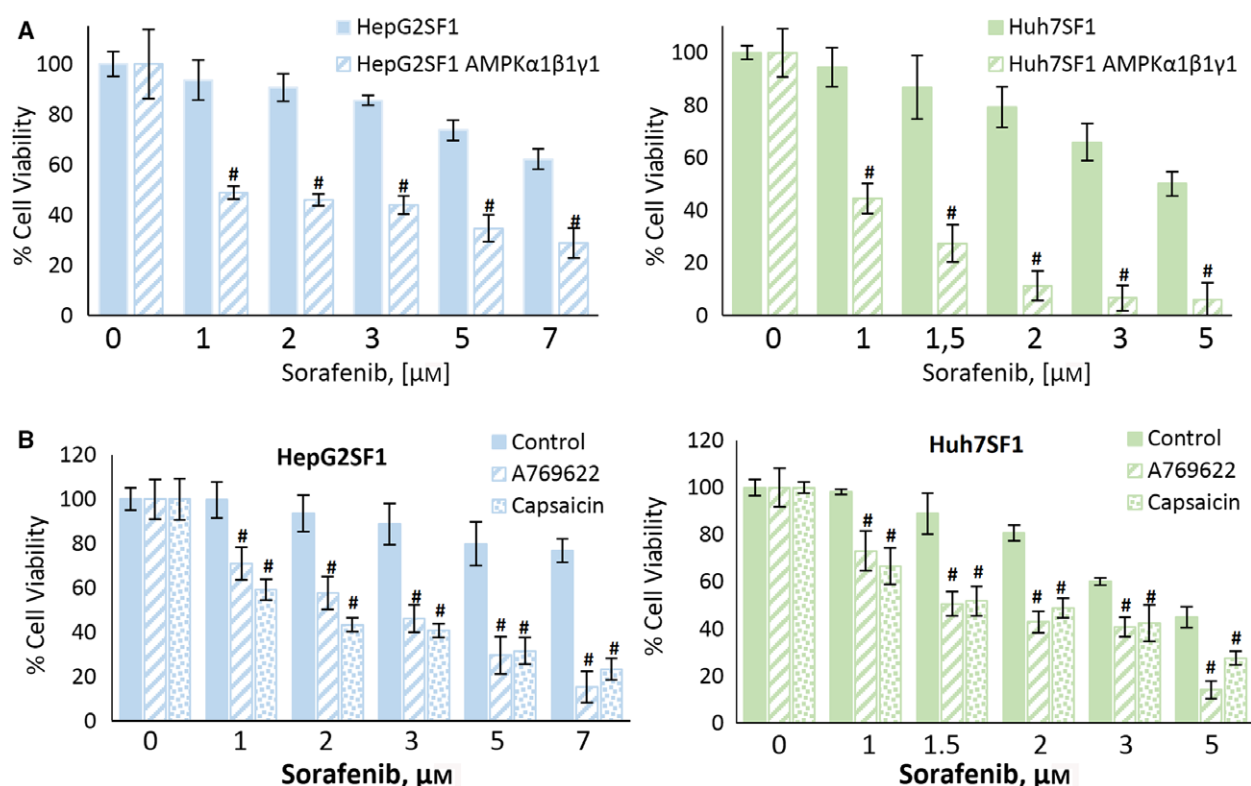 A
HepG2SF1
HepG2SF1 AMPKα1β1γ1
% Cell Viability
100
80
60
40
20
0
# # # # #
0 1 2 3 5 7
Sorafenib, [µM]
Huh7SF1
Huh7SF1 AMPKα1β1γ1
% Cell Viability
100
80
60
40
20
0
# # # # #
0 1 1,5 2 3 5
Sorafenib, [µM]
B
HepG2SF1
Control
A769622
Capsaicin
% Cell Viability
120
100
80
60
40
20
0
# # # # # # # # # #
0 1 2 3 5 7
Sorafenib, µM
Huh7SF1
Control
A769622
Capsaicin
% Cell Viability
120
100
80
60
40
20
0
# # # # # # # # # #
0 1 1.5 2 3 5
Sorafenib, µM